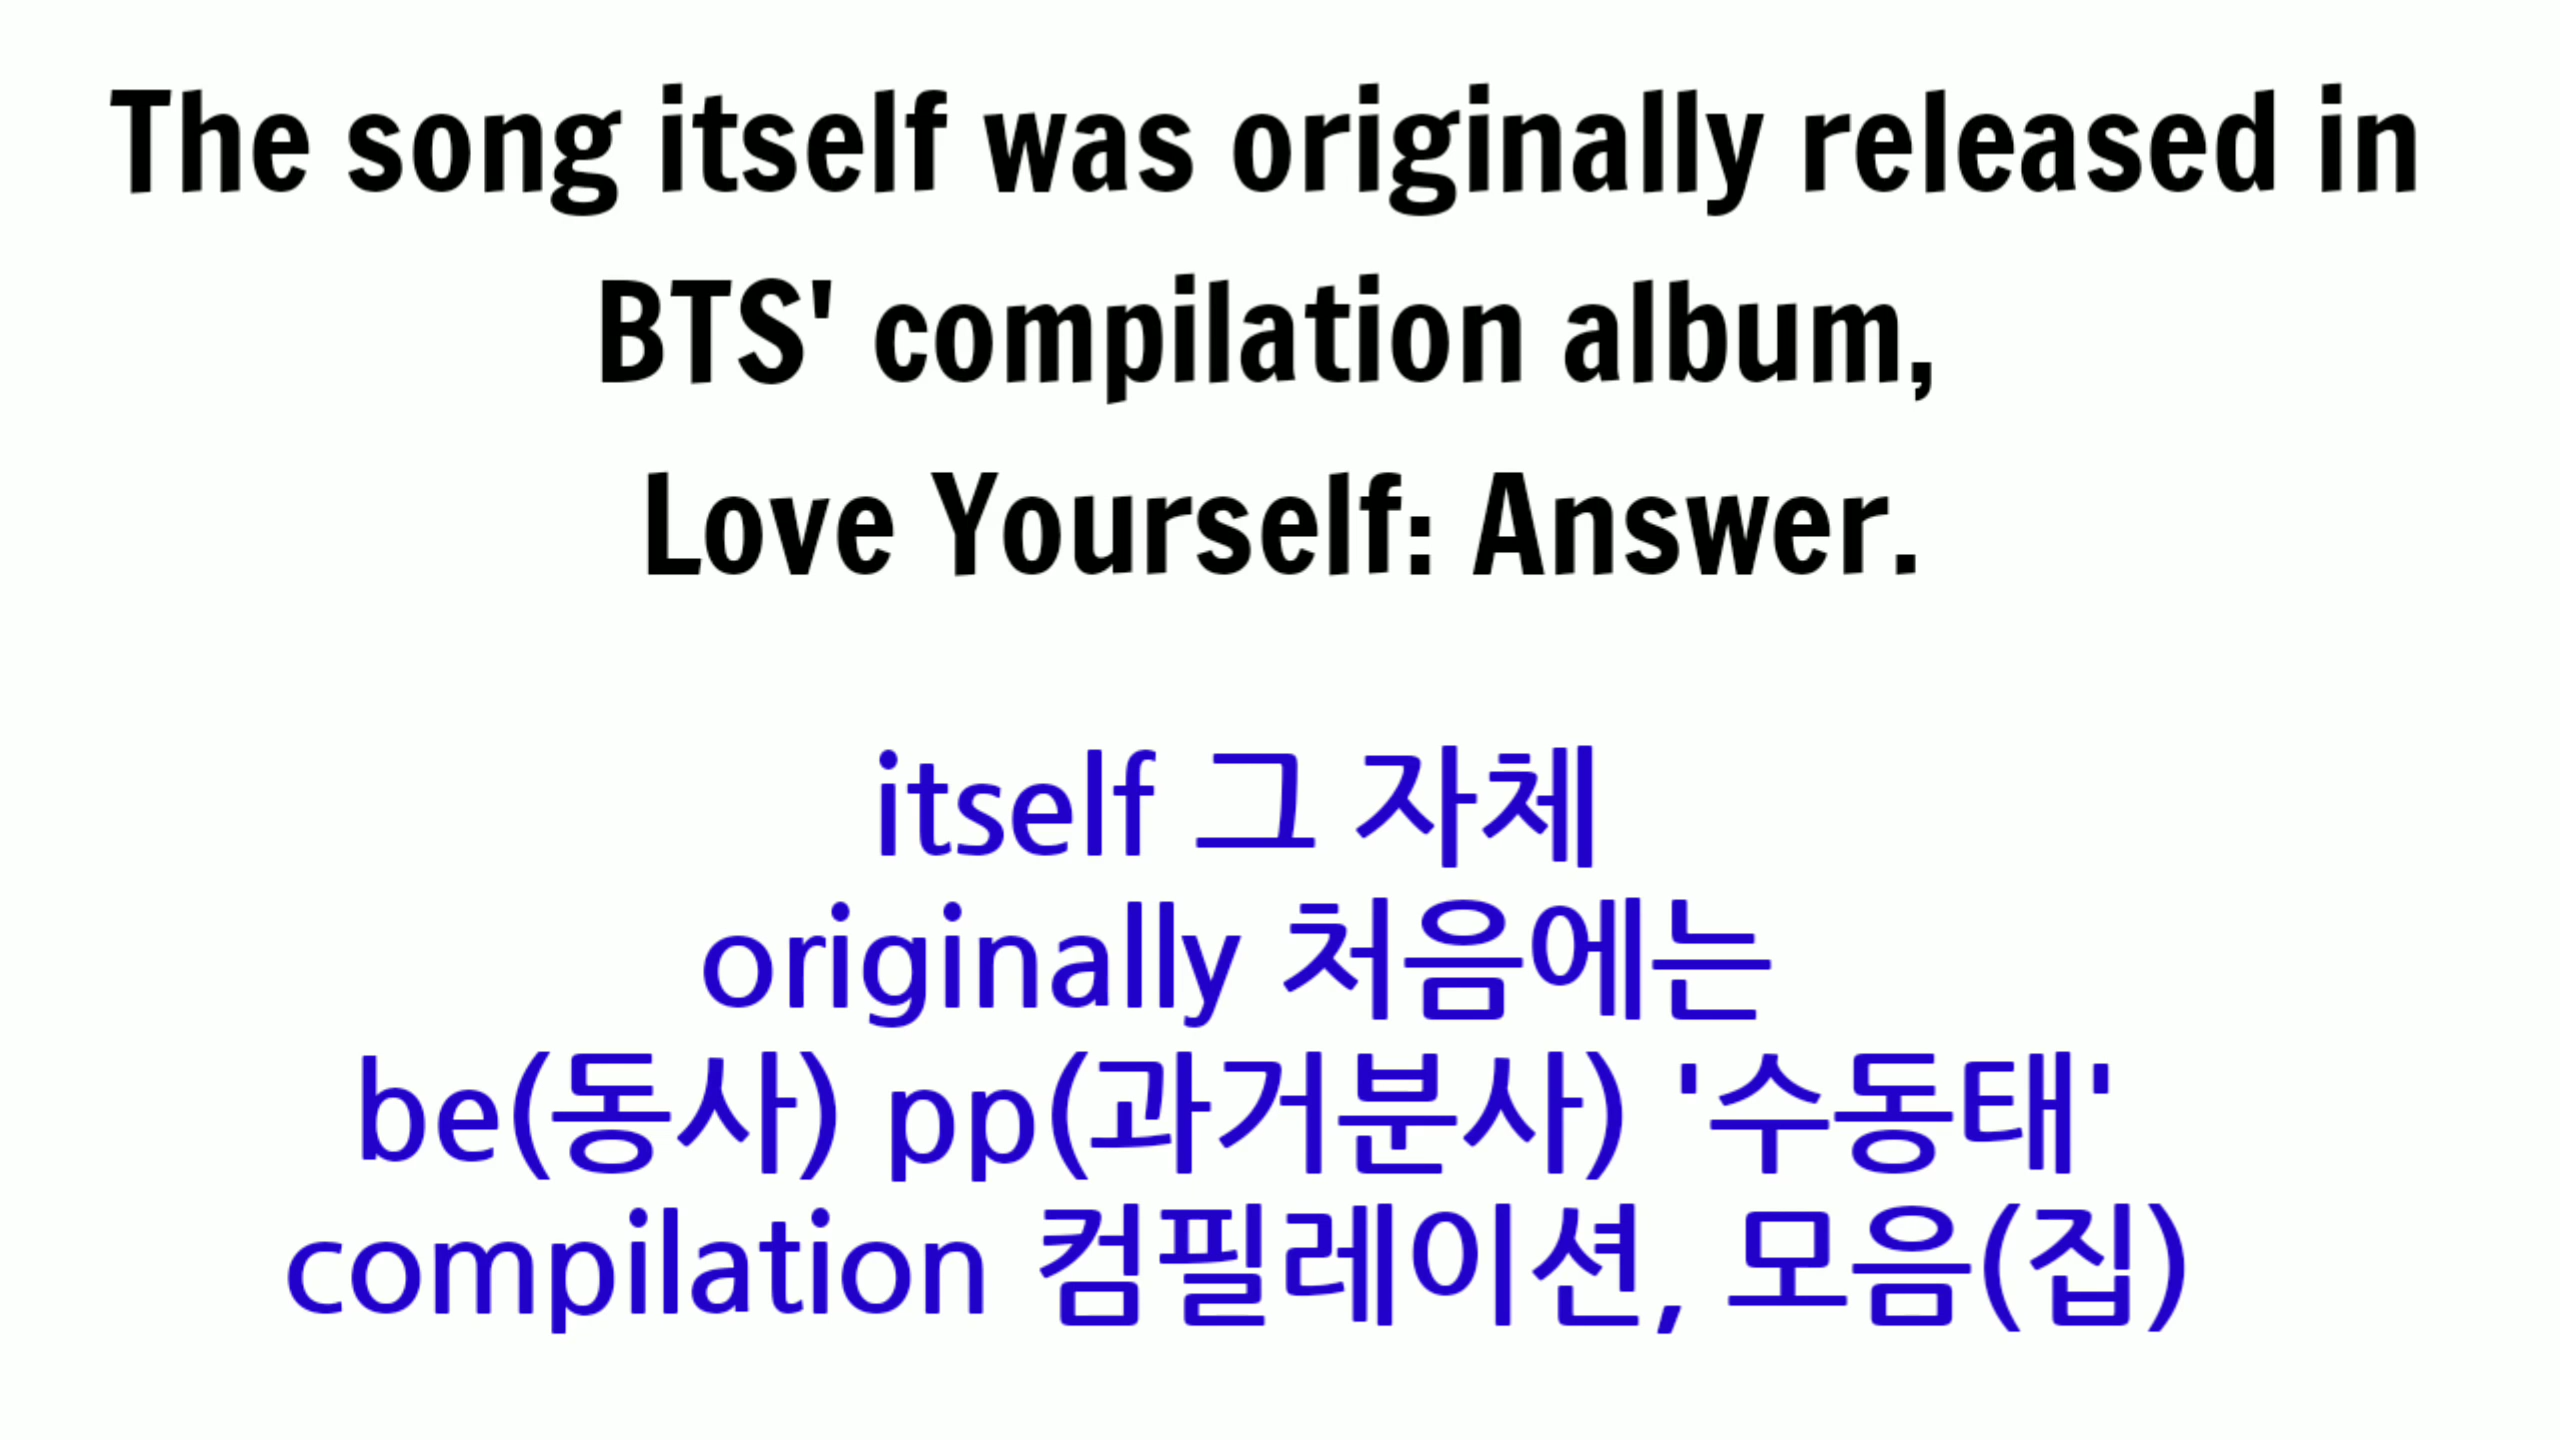 The song itself was originally released in
BTS' compilation album,
Love Yourself: Answer.
itself 그 자체
originally 처음에는
be(동사) pp(과거분사) '수동태'
compilation 컴필레이션, 모음(집)